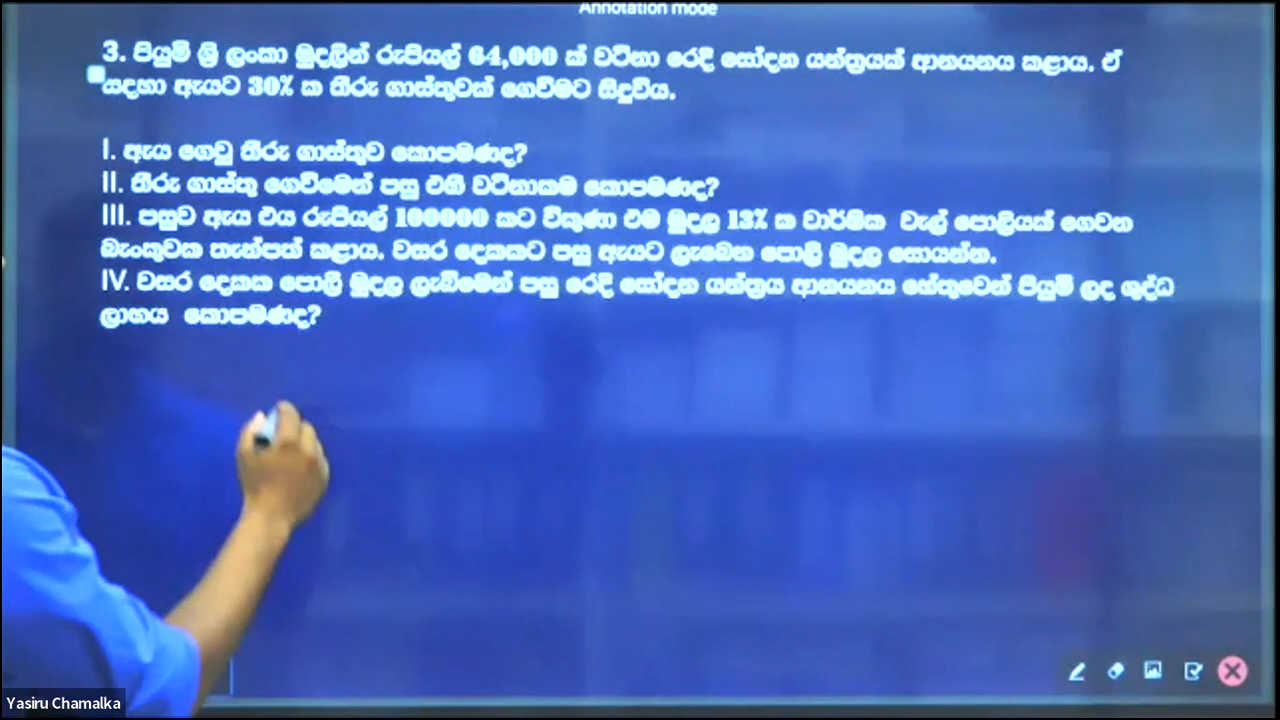 Annotation mode
3. පියුමි ශ්‍රී ලංකා මුදලින් රුපියල් 64,000 ක් වටිනා රෙදි සෝදන යන්ත්‍රයක් ආනයනය කළාය. ඒ
සඳහා ඇයට 30% ක තීරු ගාස්තුවක් ගෙවීමට සිදුවිය.
I. ඇය ගෙවූ තීරු ගාස්තුව කොපමණද?
II. තීරු ගාස්තු ගෙවීමෙන් පසු එහි වටිනාකම කොපමණද?
III. පසුව ඇය එය රුපියල් 100000 කට විකුණා එම මුදල 13% ක වාර්ෂික වැල් පොලියක් ගෙවන
බැංකුවක තැන්පත් කළාය. වසර දෙකකට පසු ඇයට ලැබෙන පොලී මුදල සොයන්න.
IV. වසර දෙකක පොලී මුදල ලැබීමෙන් පසු රෙදි සෝදන යන්ත්‍රය ආනයනය හේතුවෙන් පියුමි ලද ශුද්ධ
ලාභය කොපමණද?
Yasiru Chamalka